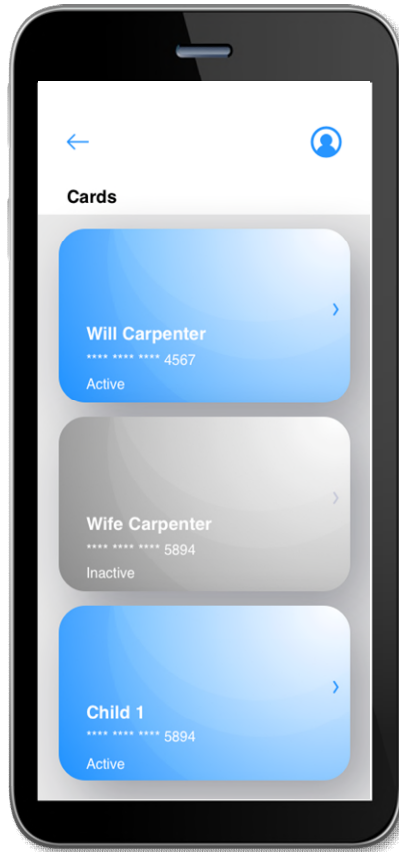 Cards
Will Carpenter
**** **** **** 4567
Active
Wife Carpenter
**** **** **** 5894
Inactive
Child 1
**** **** **** 5894
Active